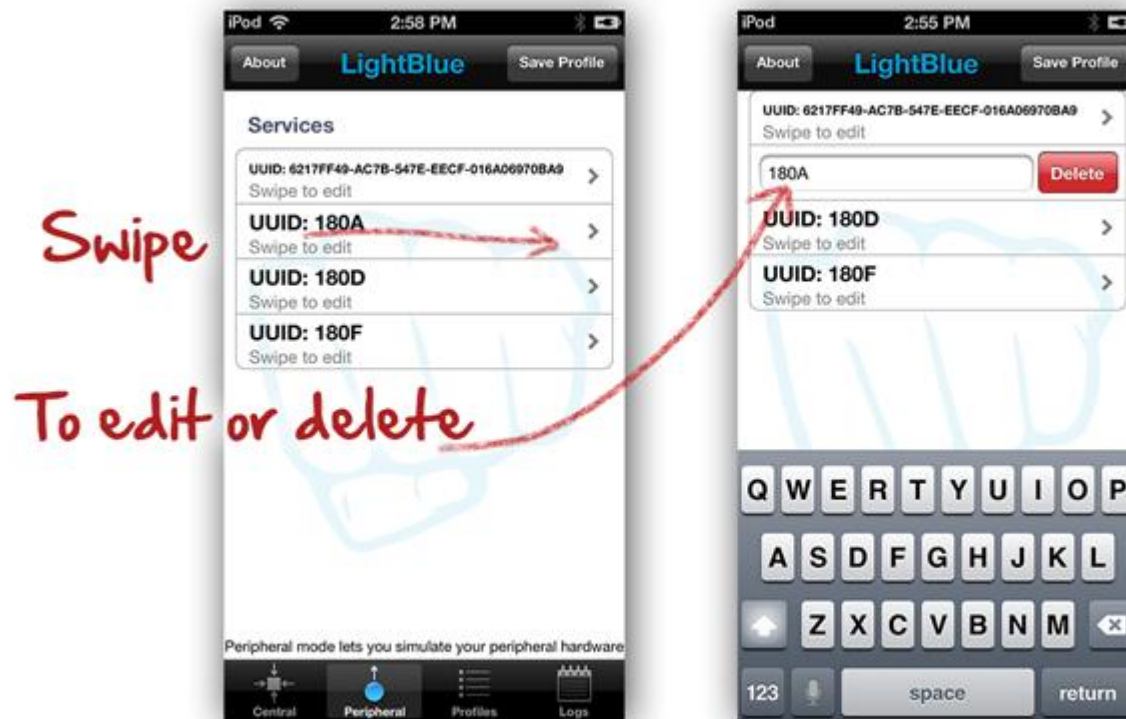 iPod 2:58 PM
About LightBlue Save Profile
Services
UUID: 6217FF49-AC7B-547E-EECF-016A06970BA9
Swipe to edit
UUID: 180A
Swipe to edit
UUID: 180D
Swipe to edit
UUID: 180F
Swipe to edit
Peripheral mode lets you simulate your peripheral hardware
Central Peripheral Profiles Logs
Swipe
To edit or delete
iPod 2:55 PM
About LightBlue Save Profile
UUID: 6217FF49-AC7B-547E-EECF-016A06970BA9
Swipe to edit
180A Delete
UUID: 180D
Swipe to edit
UUID: 180F
Swipe to edit
Q W E R T Y U I O P
A S D F G H J K L
Z X C V B N M
123 space return